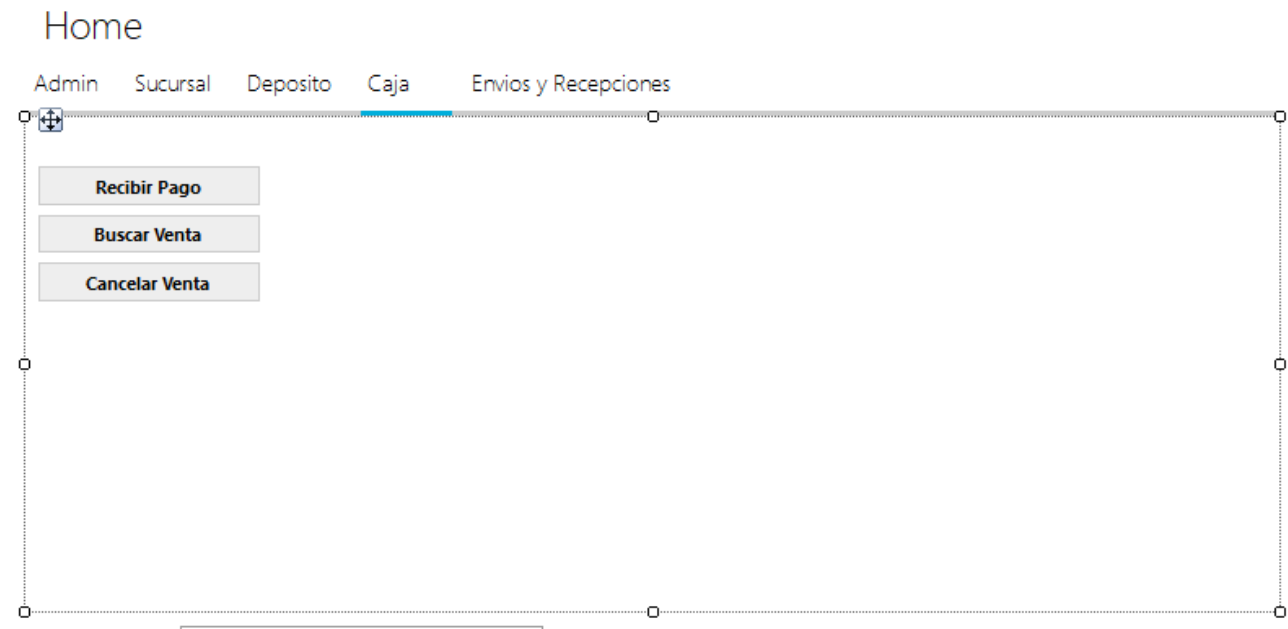 Home
Admin Sucursal Deposito Caja Envios y Recepciones
Recibir Pago
Buscar Venta
Cancelar Venta